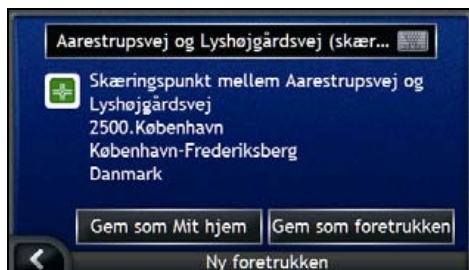 Aarestrupsvej og Lyshøjgårdsvej (skær...
Skæringspunkt mellem Aarestrupsvej og
Lyshøjgårdsvej
2500.København
København-Frederiksberg
Danmark
Gem som Mit hjem
Gem som foretrukken
Ny foretrukken